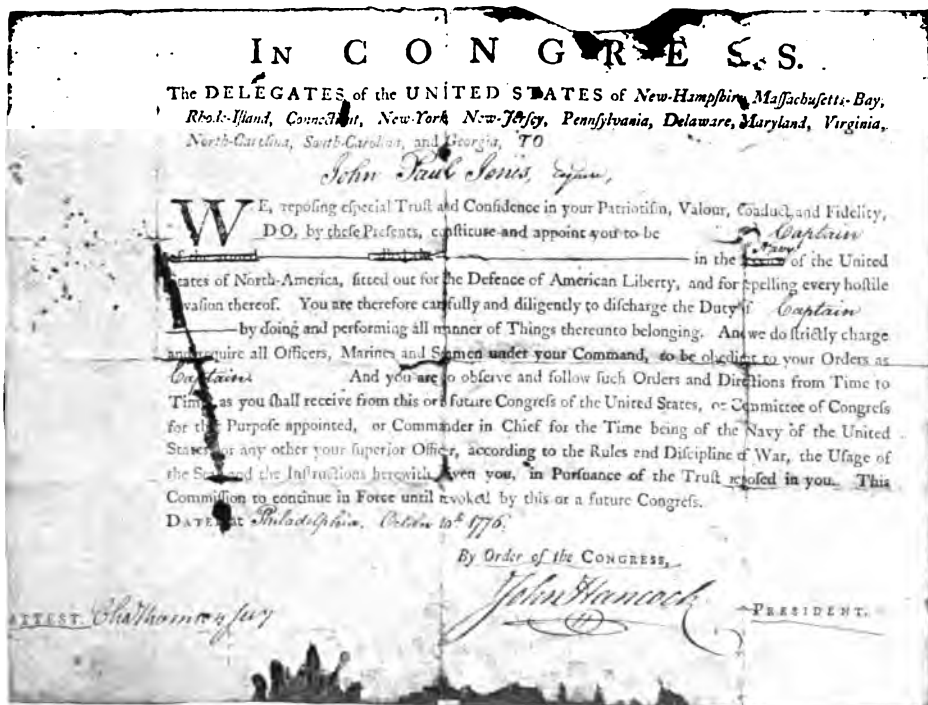 IN CONGRESS.
The DELEGATES of the UNITED STATES of New-Hampſhire, Maſſachuſetts-Bay,
Rhode-Iſland, Connecticut, New-York, New-Jerſey, Pennſylvania, Delaware, Maryland, Virginia,
North-Carolina, South-Carolina, and Georgia, TO
John Paul Jones, Eſquire,
WE, repoſing eſpecial Truſt and Confidence in your Patriotiſm, Valour, Conduct, and Fidelity,
DO, by theſe Preſents, conſtitute and appoint you to be Captain
in the Navy of the United
States of North-America, fitted out for the Defence of American Liberty, and for repelling every hoſtile
Invaſion thereof. You are therefore carefully and diligently to diſcharge the Duty of Captain
by doing and performing all manner of Things thereunto belonging. And we do ſtrictly charge
and require all Officers, Marines and Seamen under your Command, to be obedient to your Orders as
Captain And you are to obſerve and follow ſuch Orders and Directions from Time to
Time as you ſhall receive from this or a future Congreſs of the United States, or Committee of Congreſs
for that Purpoſe appointed, or Commander in Chief for the Time being of the Navy of the United
States, or any other your ſuperior Officer, according to the Rules and Diſcipline of War, the Uſage of
the Sea, and the Inſtructions herewith given you, in Purſuance of the Truſt repoſed in you. This
Commiſſion to continue in Force until revoked by this or a future Congreſs.
DATED at Philadelphia, October 10th 1776.
By Order of the CONGRESS,
John Hancock PRESIDENT.
ATTEST. Cha Thomson ſecy